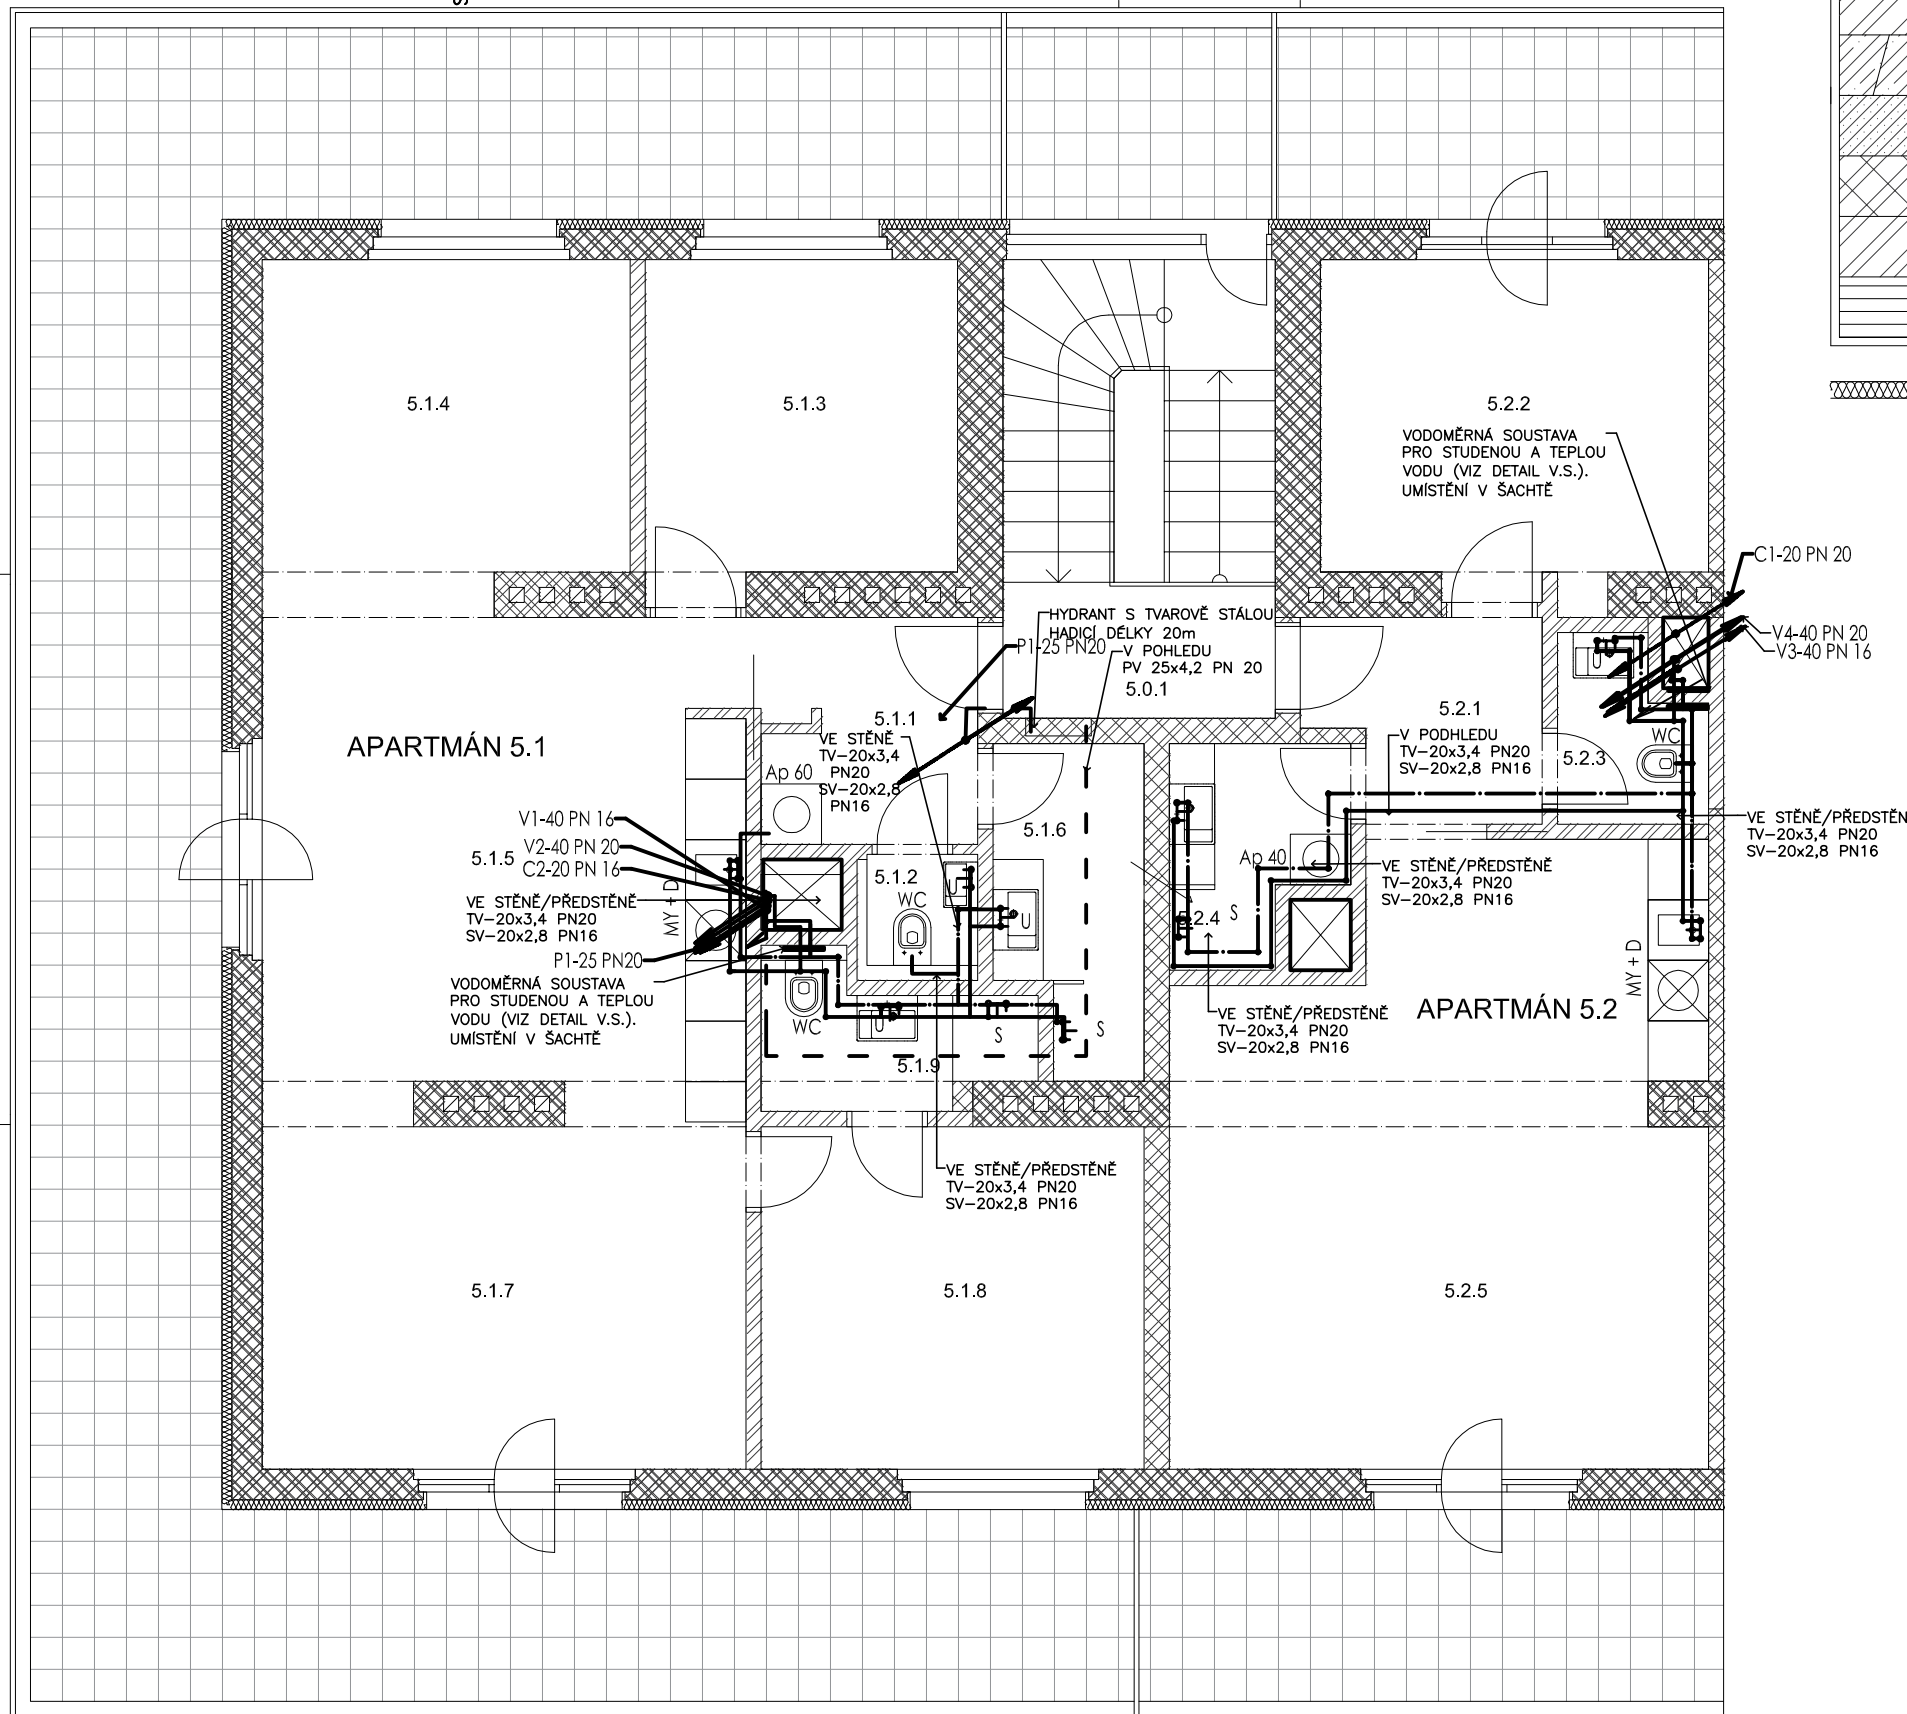 5.1.4
5.1.3
5.2.2
VODOMĚRNÁ SOUSTAVA
PRO STUDENOU A TEPLOU
VODU (VIZ DETAIL V.S.).
UMÍSTĚNÍ V ŠACHTĚ
C1-20 PN 20
V4-40 PN 20
V3-40 PN 16
HYDRANT S TVAROVĚ STÁLOU
HADICÍ DÉLKY 20m
P1-25 PN20
V POHLEDU
PV 25x4,2 PN 20
5.0.1
U
5.1.1
VE STĚNĚ
TV-20x3,4
PN20
SV-20x2,8
PN16
5.2.1
V PODHLEDU
TV-20x3,4 PN20
SV-20x2,8 PN16
WC
5.2.3
APARTMÁN 5.1
Ap 60
5.1.6
V1-40 PN 16
V2-40 PN 20
5.1.5
C2-20 PN 16
VE STĚNĚ/PŘEDSTĚNĚ
TV-20x3,4 PN20
SV-20x2,8 PN16
P1-25 PN20
MY + D
5.1.2
WC
U
U
Ap 40
VE STĚNĚ/PŘEDSTĚNĚ
TV-20x3,4 PN20
SV-20x2,8 PN16
VE STĚNĚ/PŘEDSTĚN
TV-20x3,4 PN20
SV-20x2,8 PN16
5.2.4
S
VODOMĚRNÁ SOUSTAVA
PRO STUDENOU A TEPLOU
VODU (VIZ DETAIL V.S.).
UMÍSTĚNÍ V ŠACHTĚ
WC
U
S
S
5.1.9
VE STĚNĚ/PŘEDSTĚNĚ
TV-20x3,4 PN20
SV-20x2,8 PN16
APARTMÁN 5.2
MY + D
VE STĚNĚ/PŘEDSTĚNĚ
TV-20x3,4 PN20
SV-20x2,8 PN16
5.1.7
5.1.8
5.2.5